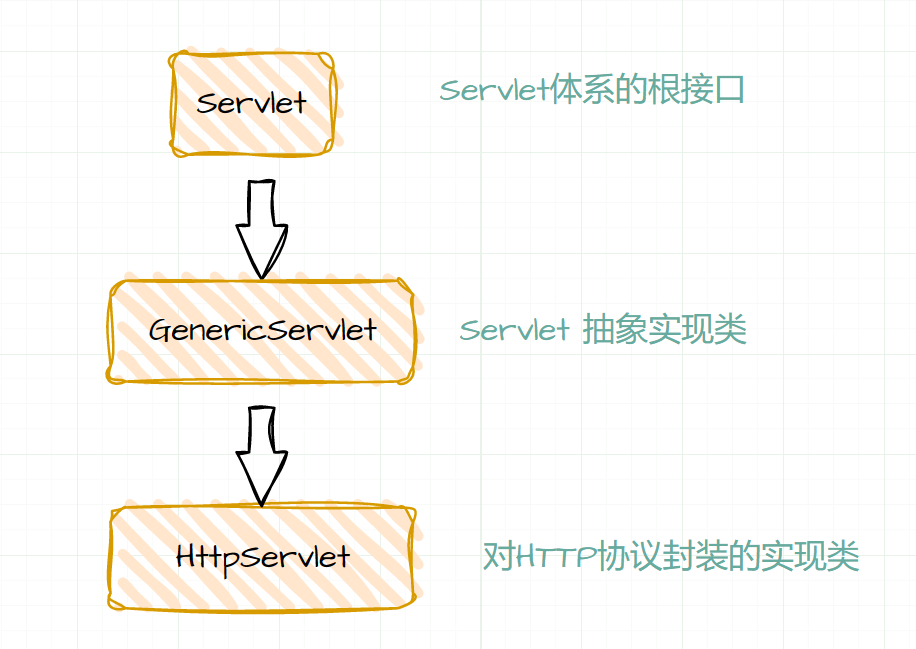 Servlet
Servlet体系的根接口
GenericServlet
Servlet 抽象实现类
HttpServlet
对HTTP协议封装的实现类